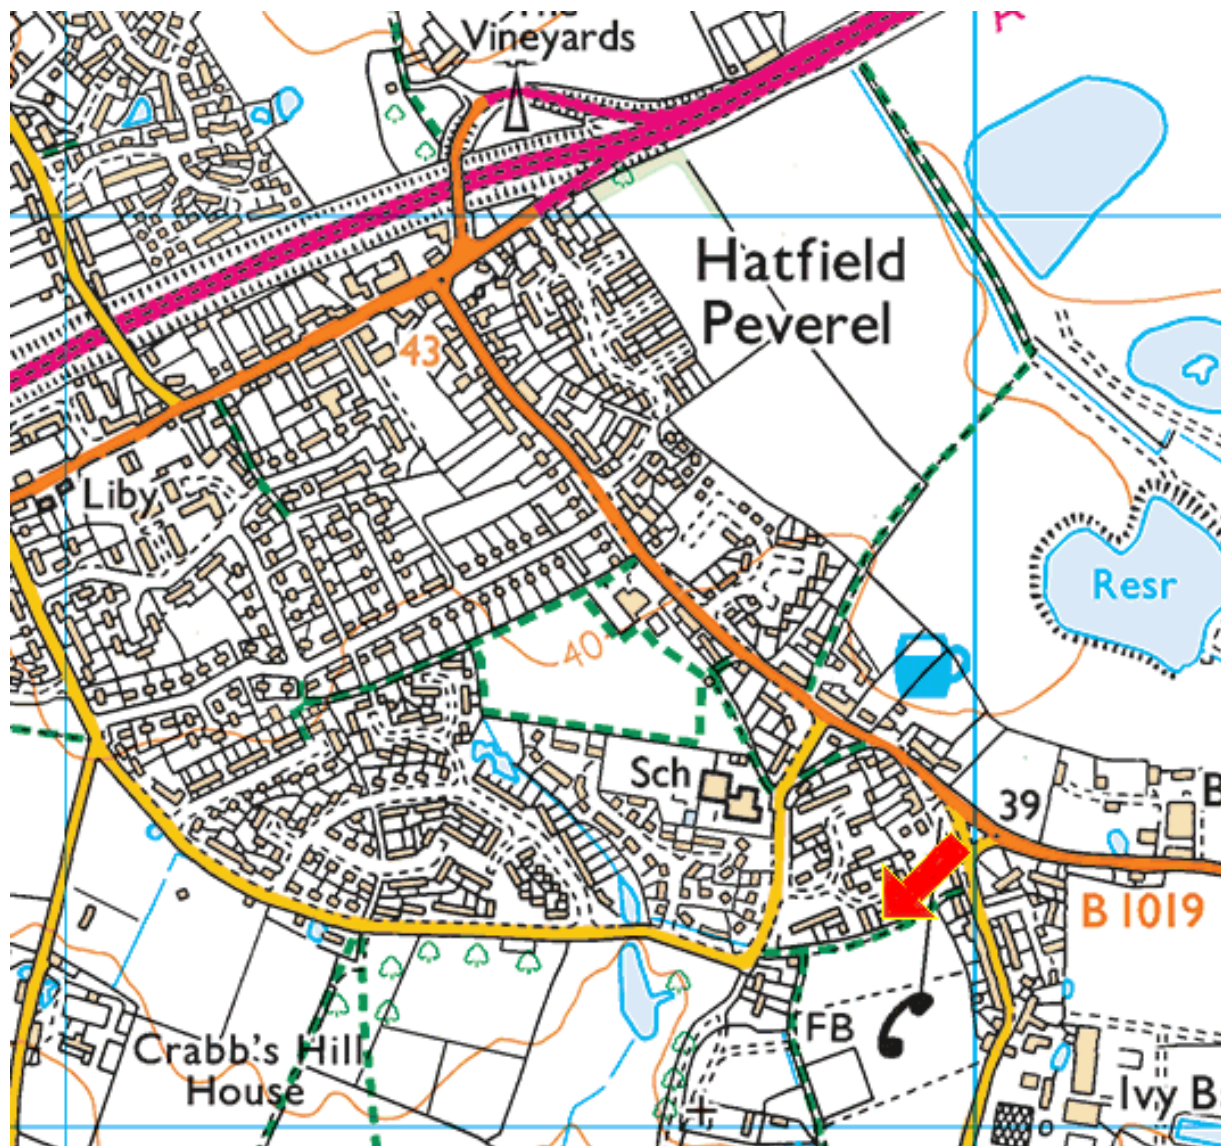 Vineyards
A
Hatfield
Peverel
43
Liby
Resr
40
Sch
39
B
B 1019
FB
Crabb's Hill
House
Ivy B